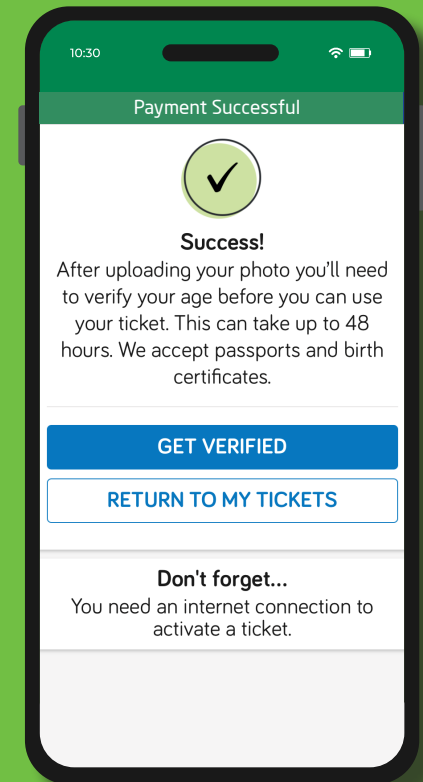 10:30
Payment Successful
Success!
After uploading your photo you'll need
to verify your age before you can use
your ticket. This can take up to 48
hours. We accept passports and birth
certificates.
GET VERIFIED
RETURN TO MY TICKETS
Don't forget...
You need an internet connection to
activate a ticket.